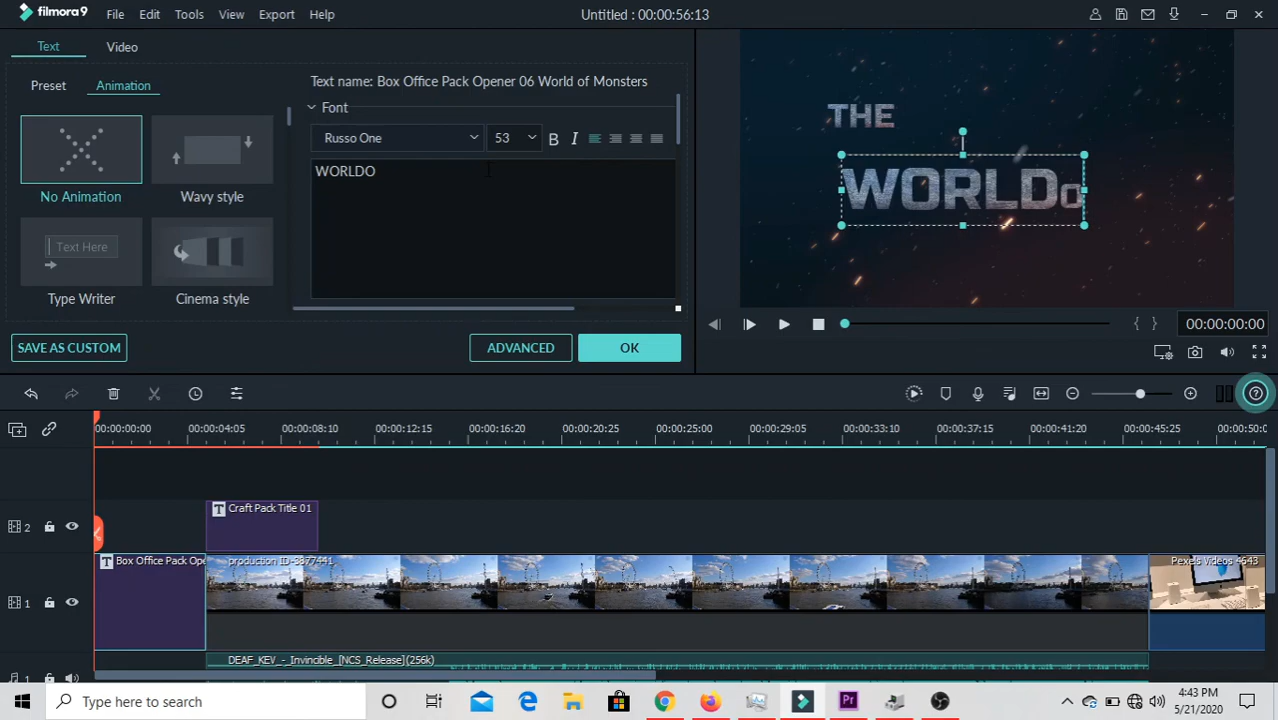 filmora9 File Edit Tools View Export Help Untitled : 00:00:56:13
Text Video
Text name: Box Office Pack Opener 06 World of Monsters
Preset Animation
Font
Russo One 53 B I
WORLDO
No Animation Wavy style
Text Here
Type Writer Cinema style
SAVE AS CUSTOM ADVANCED OK
THE
WORLDo
{ } 00:00:00:00
00:00:00:00 00:00:04:05 00:00:08:10 00:00:12:15 00:00:16:20 00:00:20:25 00:00:25:00 00:00:29:05 00:00:33:10 00:00:37:15 00:00:41:20 00:00:45:25 00:00:50:0
2 T Craft Pack Title 01
1 T Box Office Pack Ope production ID-3877441 Pexels Videos 4643
DEAF_KEV_-_Invincible_[NCS_Release](256k)
1
Type here to search Pr 4:43 PM
5/21/2020